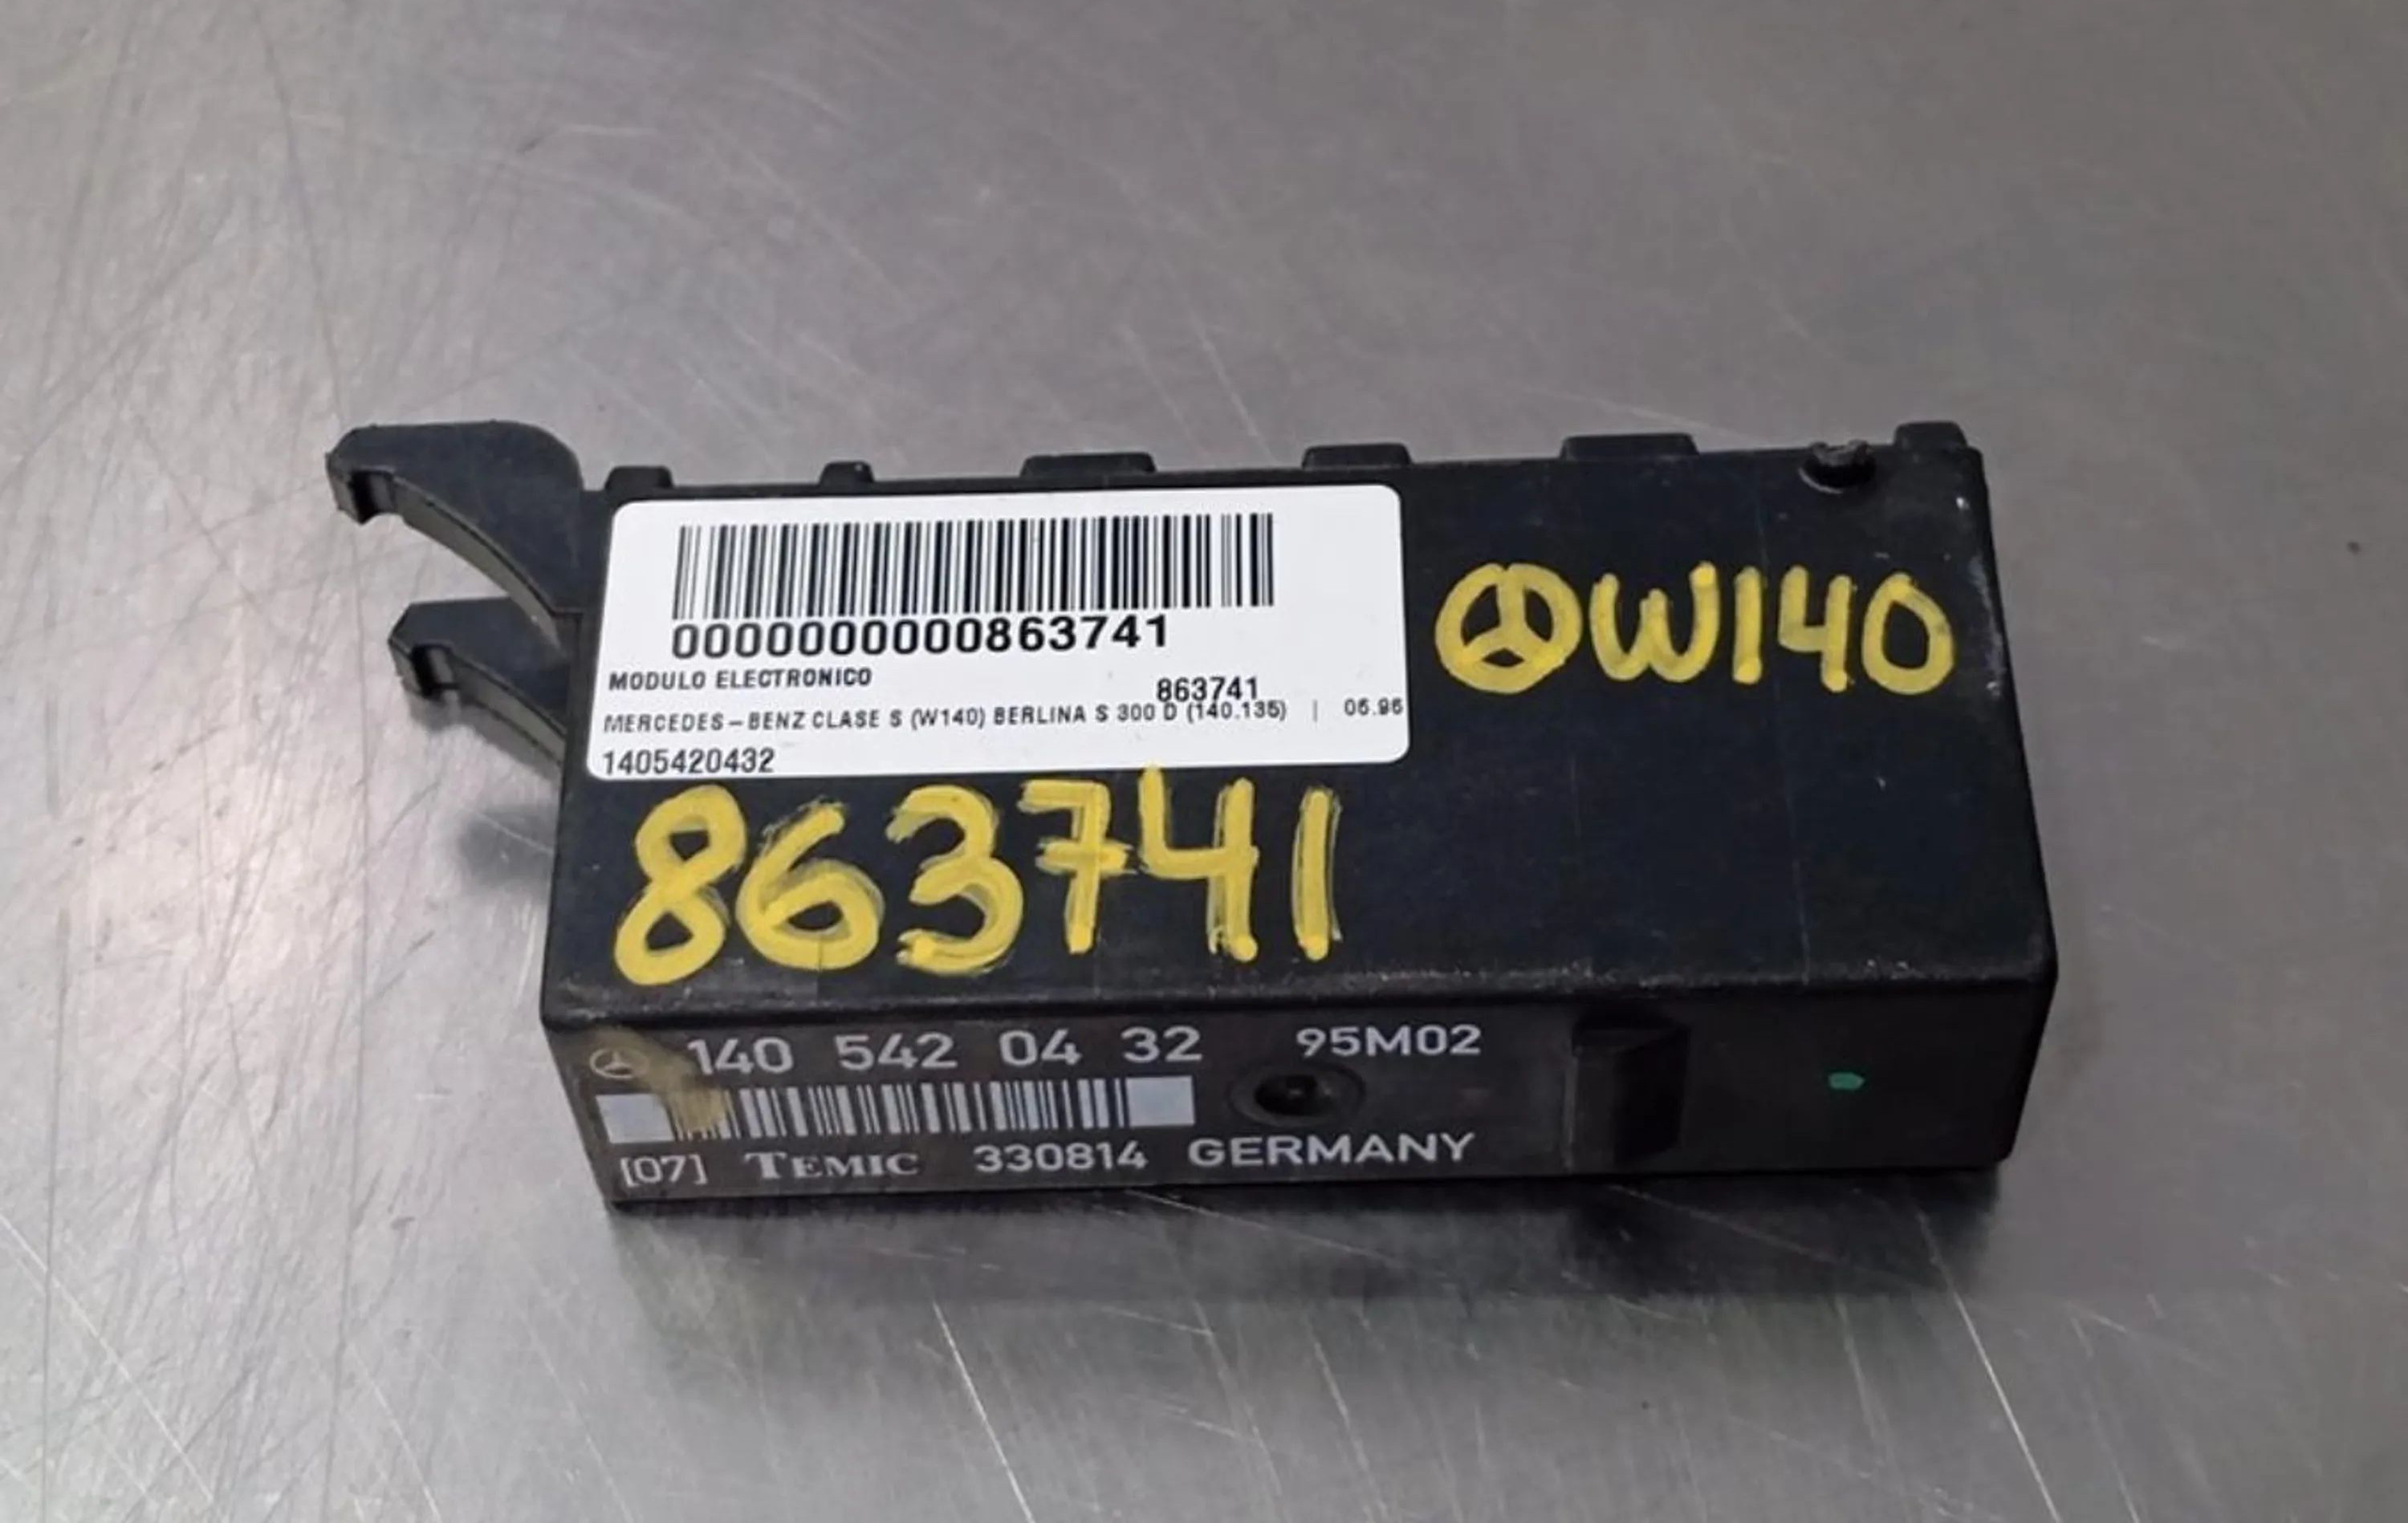 0000000000863741
MODULO ELECTRONICO
863741
MERCEDES-BENZ CLASE S (W140) BERLINA S 300 D (140.135) | 06.96
1405420432
W140
863741
140 542 04 32 95M02
[07] TEMIC 330814 GERMANY